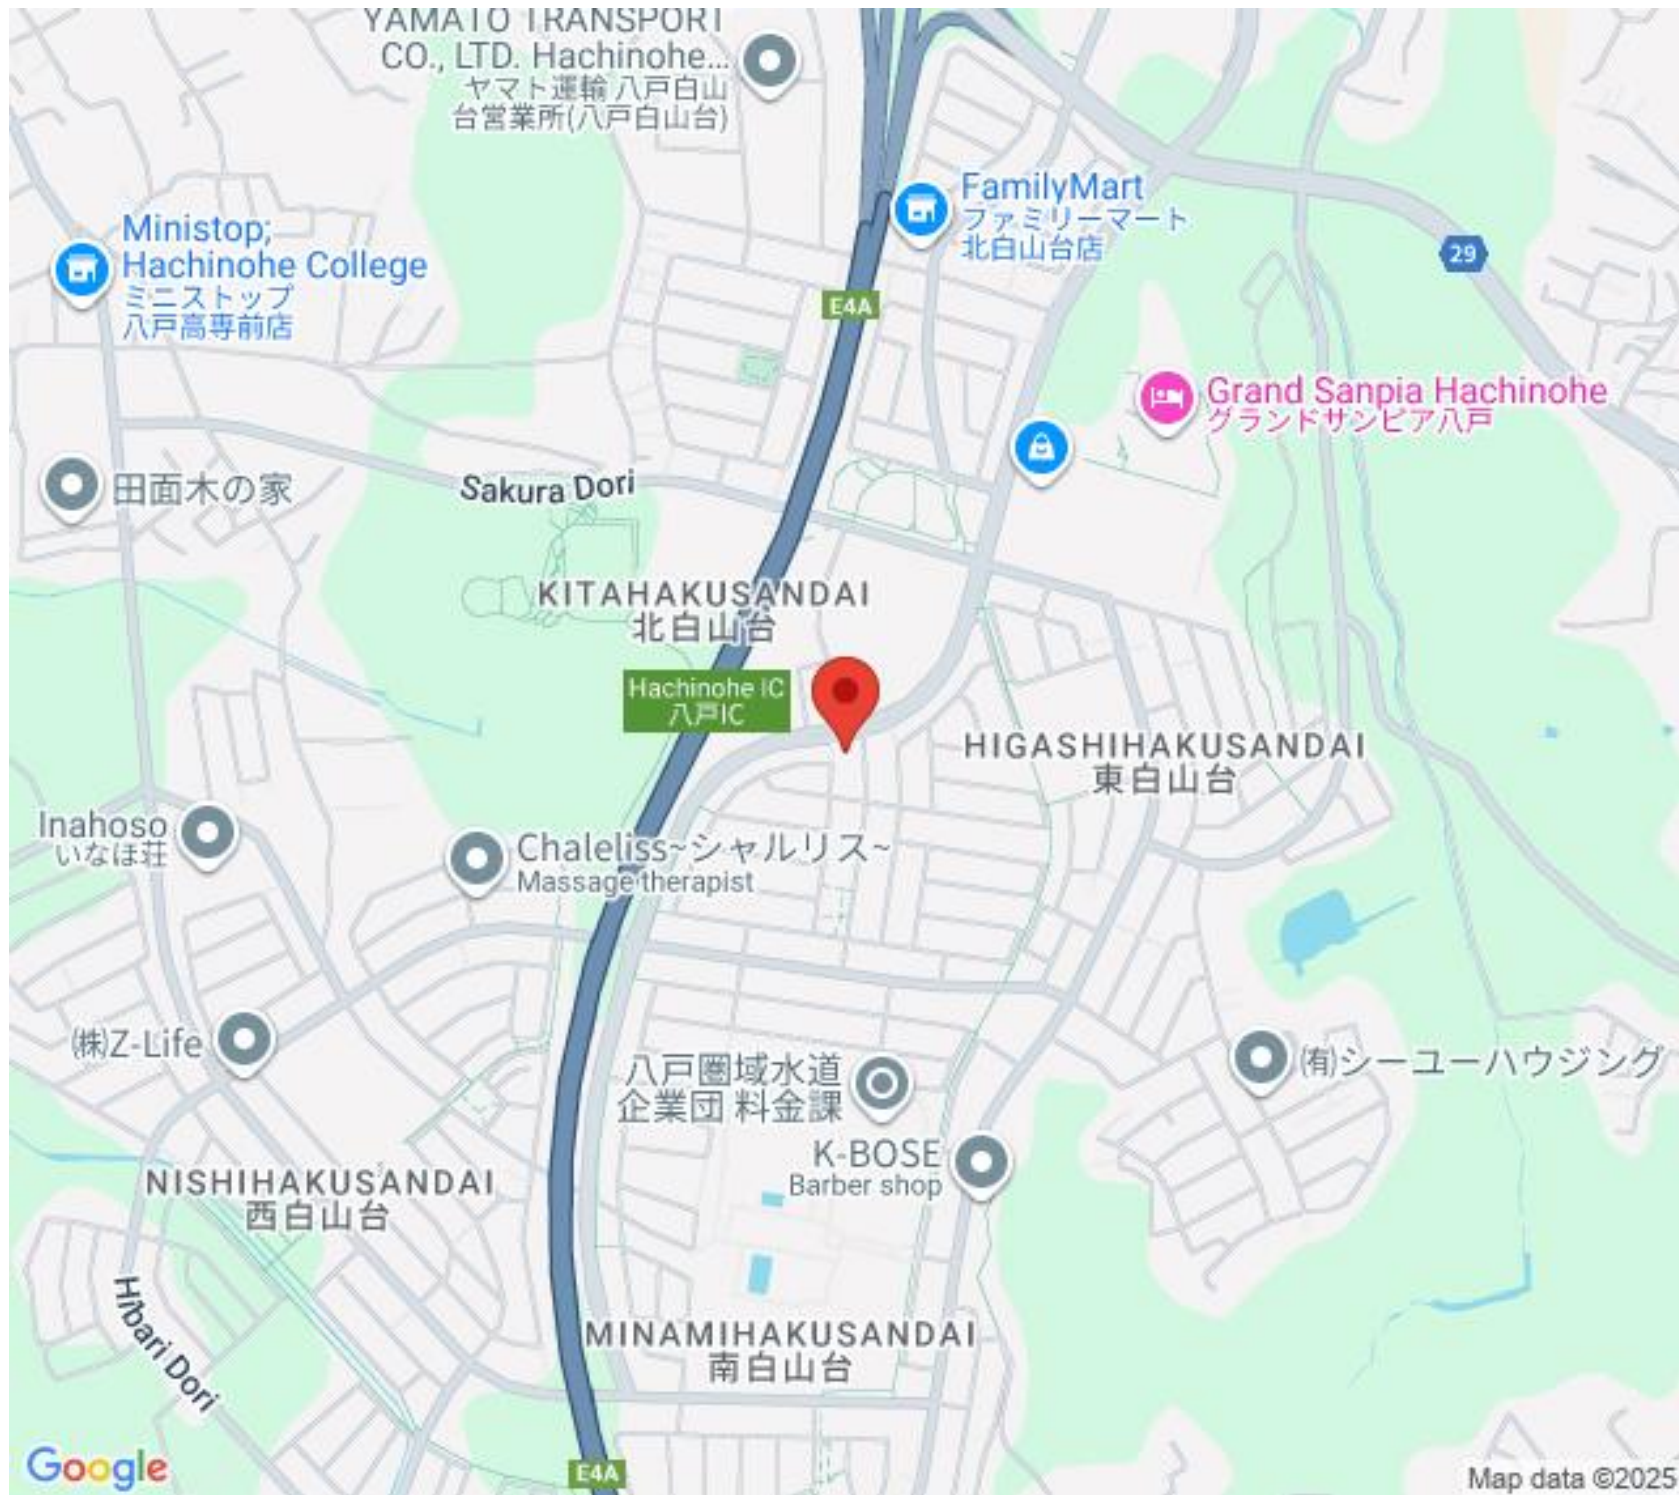 YAMATO TRANSPORT
CO., LTD. Hachinohe...
ヤマト運輸 八戸白山
台営業所(八戸白山台)
FamilyMart
ファミリーマート
北白山台店
Ministop;
Hachinohe College
ミニストップ
八戸高専前店
29
E4A
Grand Sanpia Hachinohe
グランドサンピア八戸
田面木の家
Sakura Dori
KITAHAKUSANDAI
北白山台
Hachinohe IC
八戸IC
HIGASHIHAKUSANDAI
東白山台
Inahoso
いなほ荘
Chaleliss~シャルリス~
Massage therapist
㈱Z-Life
八戸圏域水道
企業団 料金課
㈲シーユーハウジング
K-BOSE
Barber shop
NISHIHAKUSANDAI
西白山台
Hibari Dori
MINAMIHAKUSANDAI
南白山台
Google
E4A
Map data ©2025